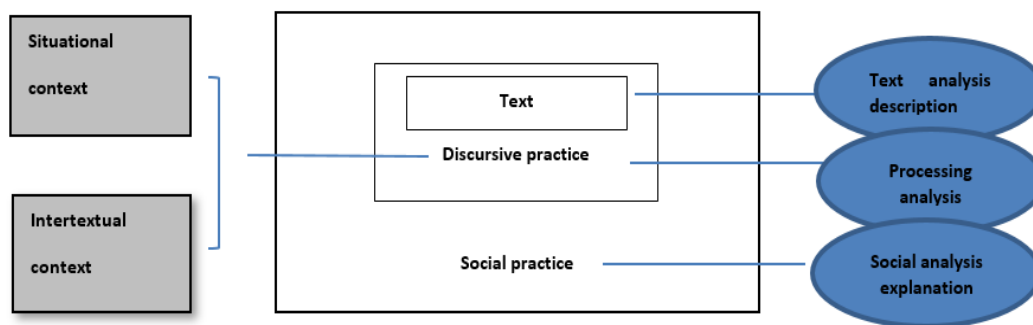 Situational
context
Intertextual
context
Text
Discursive practice
Social practice
Text analysis
description
Processing
analysis
Social analysis
explanation